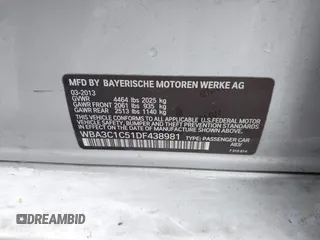 MFD BY BAYERISCHE MOTOREN WERKE AG
03-2013
GVWR 4464 lbs 2025 kg
GAWR FRONT 2061 lbs 935 kg
GAWR REAR 2513 lbs 1140 kg
THIS VEHICLE CONFORMS TO ALL APPLICABLE U.S. FEDERAL MOTOR
VEHICLE SAFETY, BUMPER, AND THEFT PREVENTION STANDARDS IN
EFFECT ON THE DATE OF MANUFACTURE SHOWN ABOVE.
WBA3C1C51DF438981 TYPE: PASSENGER CAR
A83/
AUTOBIDMASTER